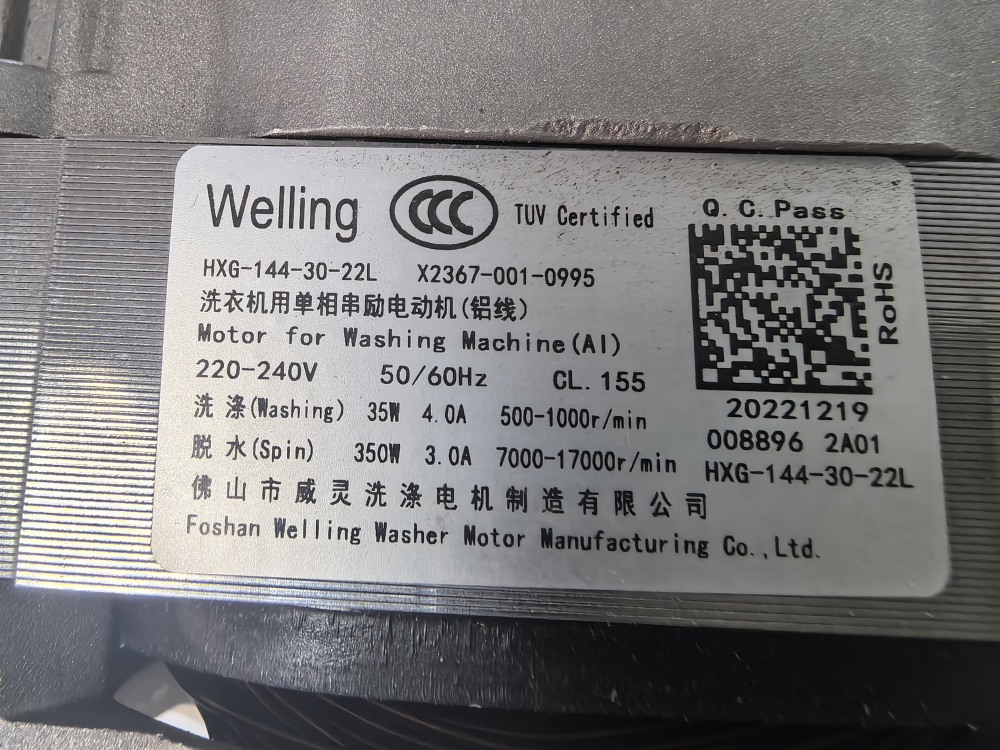 Welling CCC TUV Certified
HXG-144-30-22L X2367-001-0995
洗衣机用单相串励电动机(铝线)
Motor for Washing Machine(Al)
220-240V 50/60Hz CL.155
洗涤(Washing) 35W 4.0A 500-1000r/min
脱水(Spin) 350W 3.0A 7000-17000r/min
佛山市威灵洗涤电机制造有限公司
Foshan Welling Washer Motor Manufacturing Co.,Ltd.
Q.C.Pass
RoHS
20221219
008896 2A01
HXG-144-30-22L